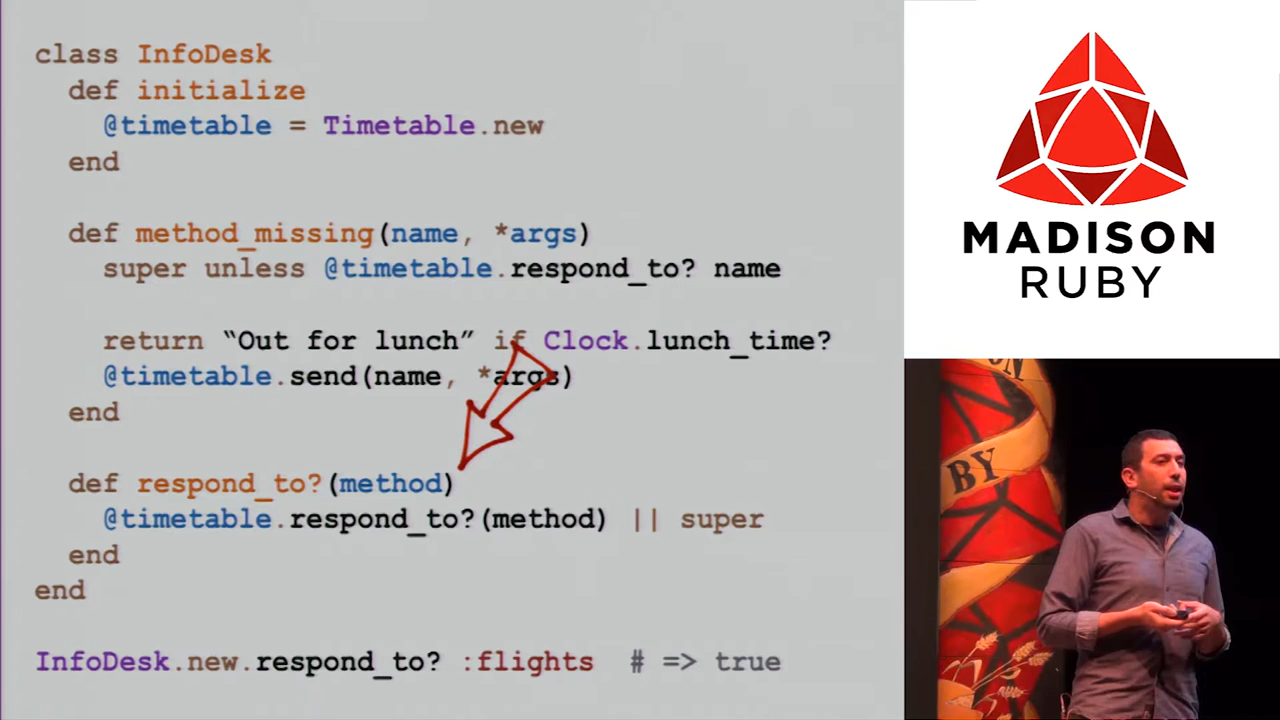 class InfoDesk
def initialize
@timetable = Timetable.new
end
def method_missing(name, *args)
super unless @timetable.respond_to? name
return “Out for lunch” if Clock.lunch_time?
@timetable.send(name, *args)
end
def respond_to?(method)
@timetable.respond_to?(method) || super
end
end
InfoDesk.new.respond_to? :flights # => true
MADISON
RUBY
BY